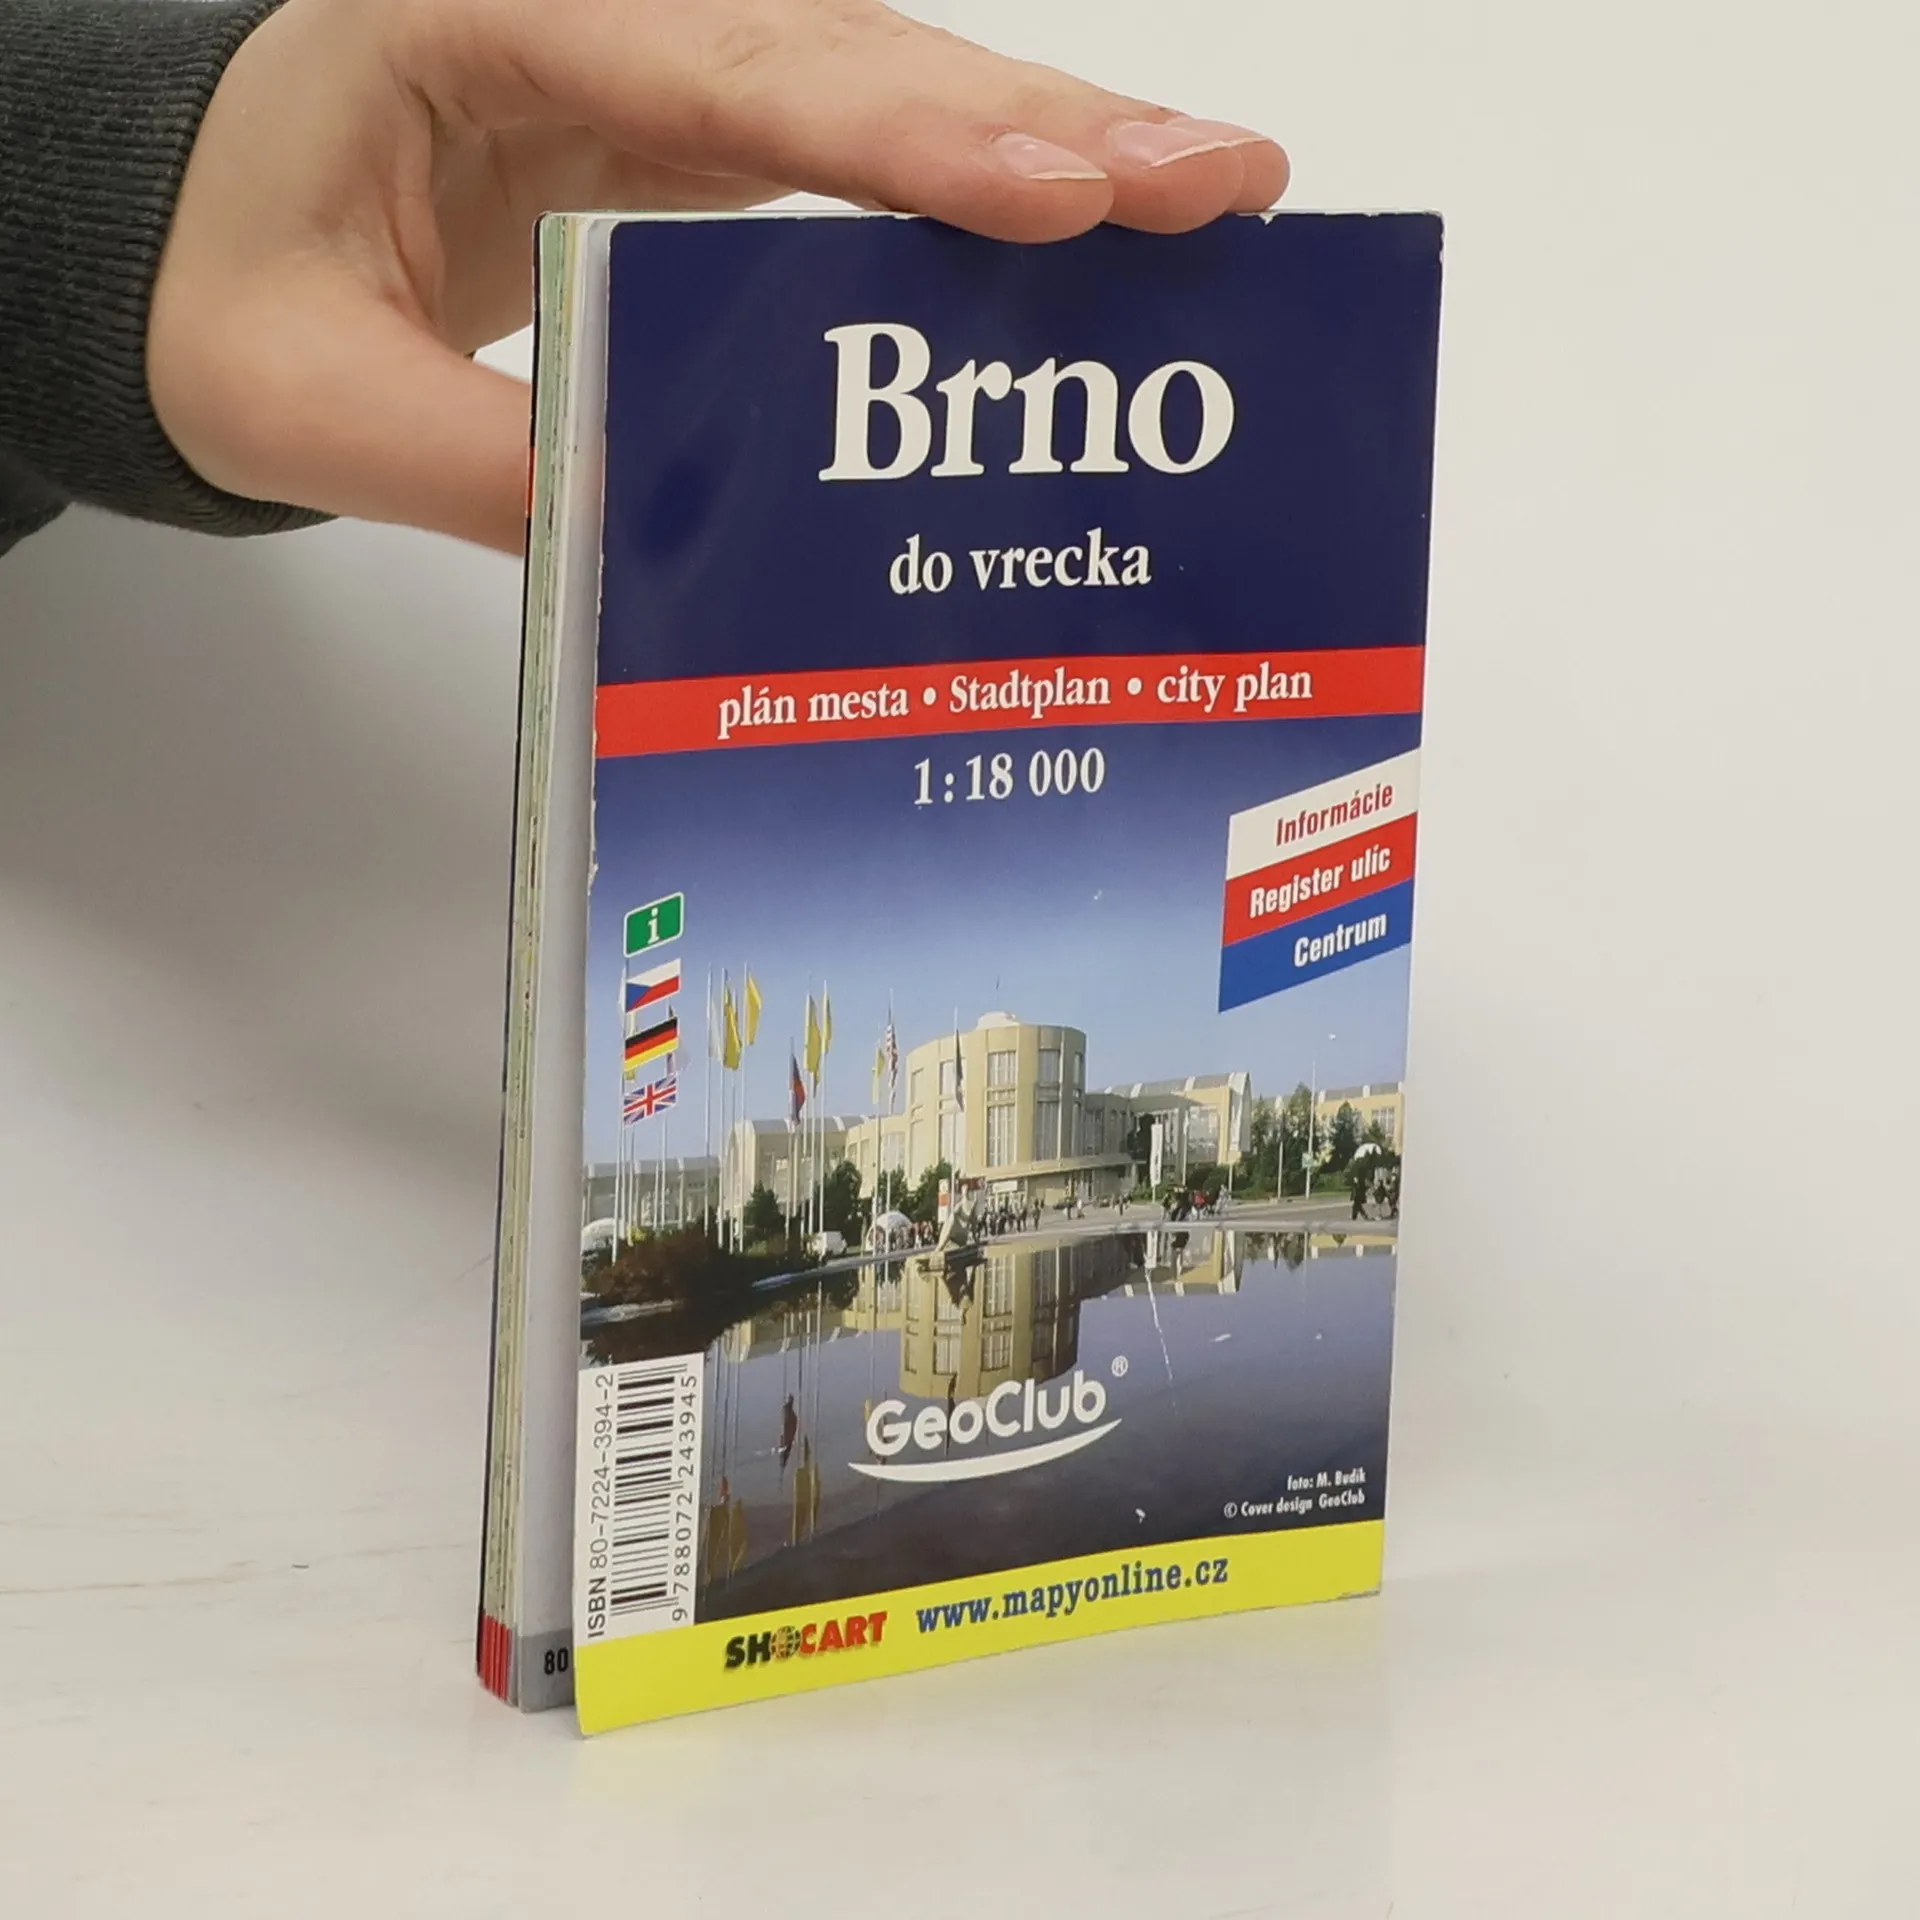 Brno
do vrecka
plán mesta • Stadtplan • city plan
1:18 000
Informácie
Register ulíc
Centrum
i
GeoClub®
foto: M. Budík
© Cover design GeoClub
ISBN 80-7224-394-2
9 788072 243945
80
SHOCART www.mapyonline.cz